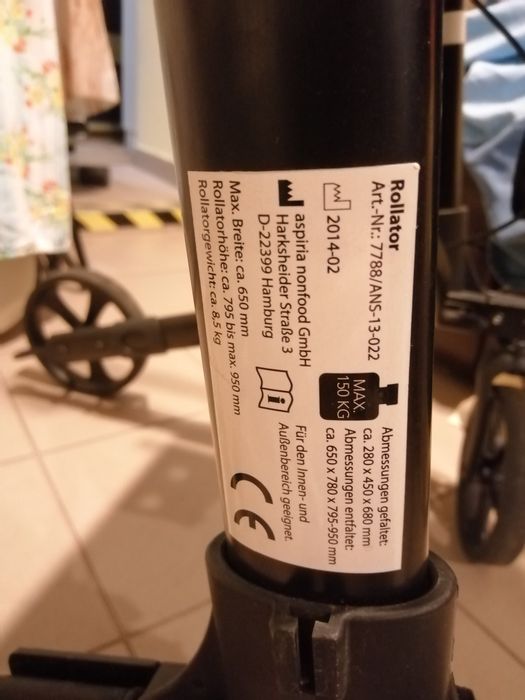 Rollator
Art.-Nr.: 7788/ANS-13-022
2014-02
aspiria nonfood GmbH
Harksheider Straße 3
D-22399 Hamburg
Max. Breite: ca. 650 mm
Rollatorhöhe: ca. 795 bis max. 950 mm
Rollatorgewicht: ca. 8,5 kg
MAX.
150 KG
Abmessungen gefaltet:
ca. 280 x 450 x 680 mm
Abmessungen entfaltet:
ca. 650 x 780 x 795-950 mm
Für den Innen- und
Außenbereich geeignet.
CE